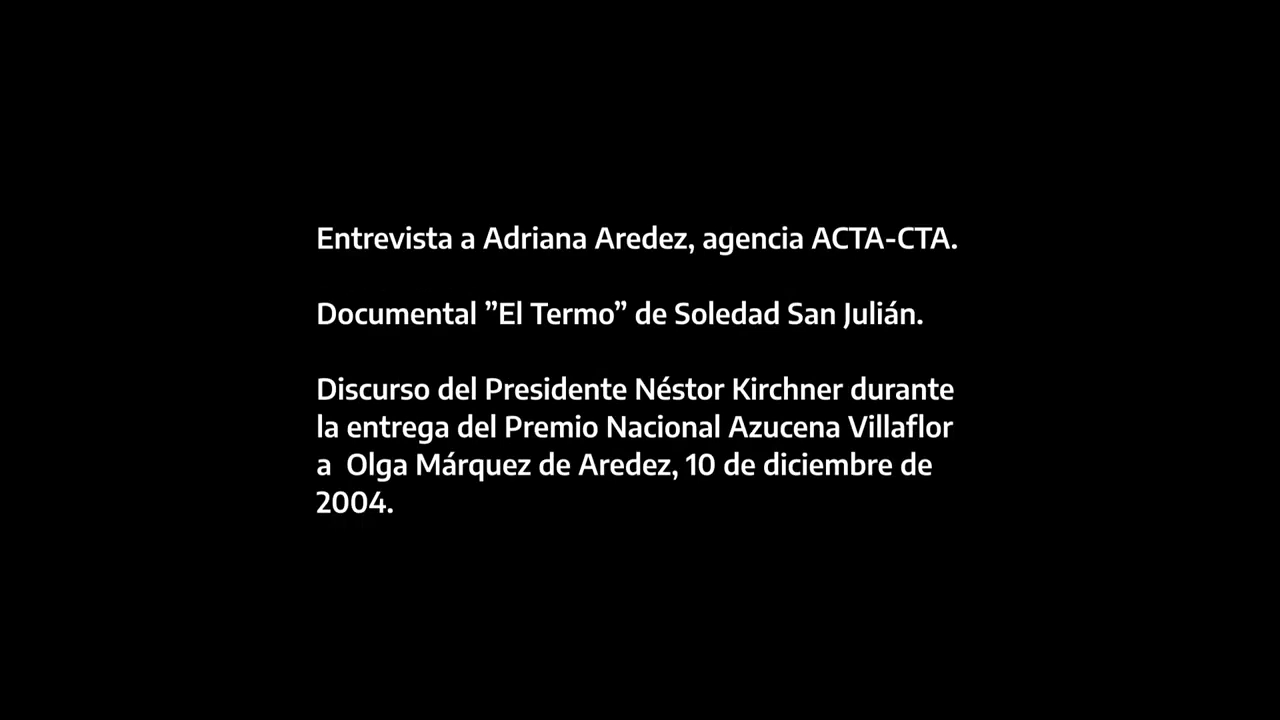 Entrevista a Adriana Aredez, agencia ACTA-CTA.
Documental ”El Termo” de Soledad San Julián.
Discurso del Presidente Néstor Kirchner durante
la entrega del Premio Nacional Azucena Villaflor
a  Olga Márquez de Aredez, 10 de diciembre de
2004.